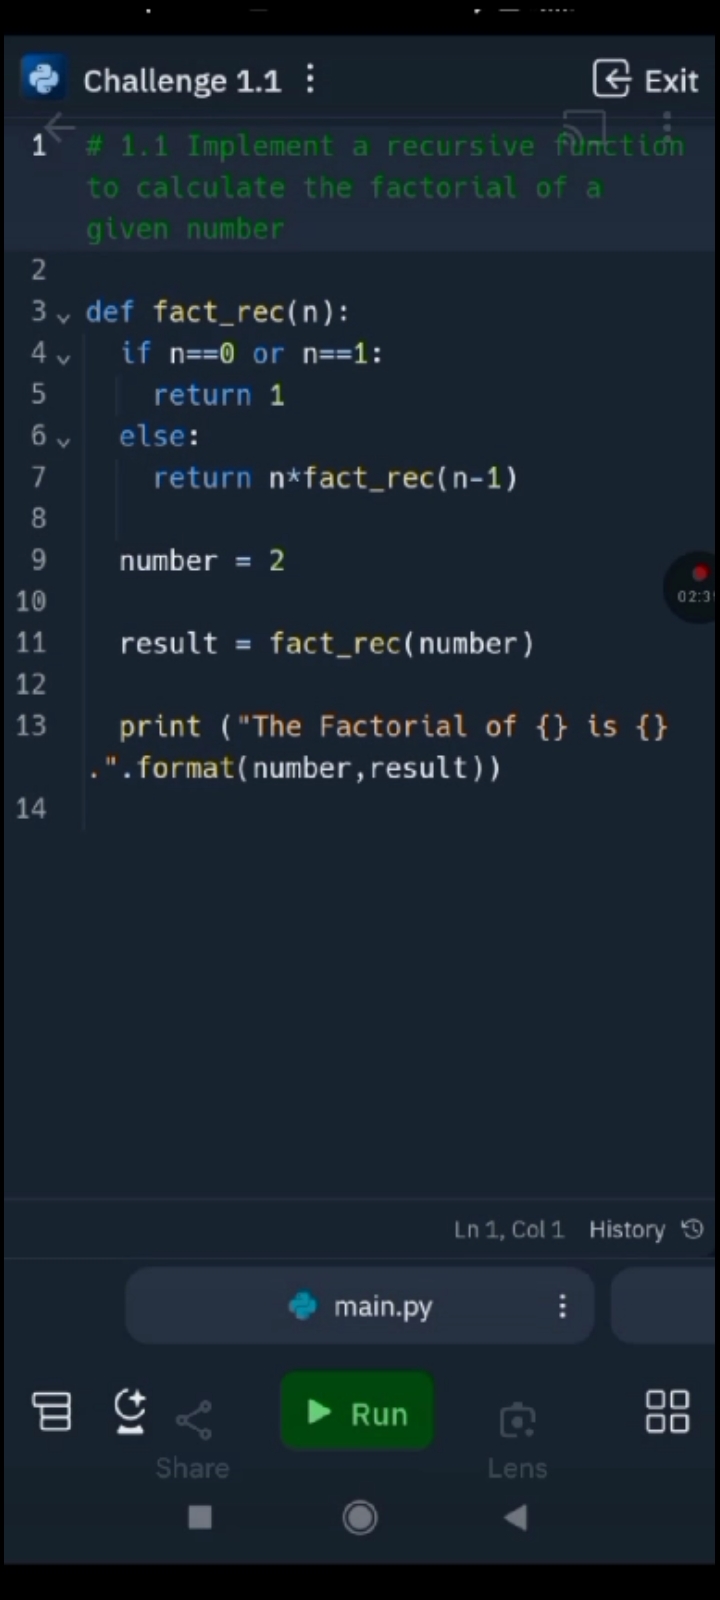 Challenge 1.1
Exit
1 # 1.1 Implement a recursive function
to calculate the factorial of a
given number
2
3 def fact_rec(n):
4 if n==0 or n==1:
5 return 1
6 else:
7 return n*fact_rec(n-1)
8
9 number = 2
10
11 result = fact_rec(number)
12
13 print ("The Factorial of {} is {}
.".format(number,result))
14
Ln 1, Col 1 History
main.py
Run
Share Lens